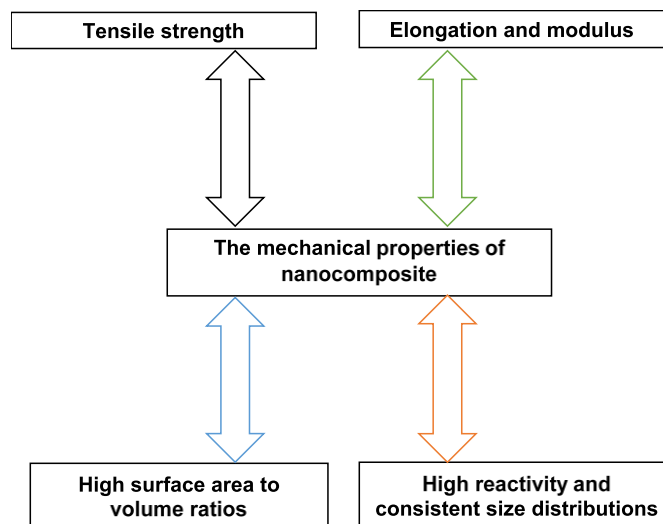 Tensile strength
Elongation and modulus
The mechanical properties of
nanocomposite
High surface area to
volume ratios
High reactivity and
consistent size distributions